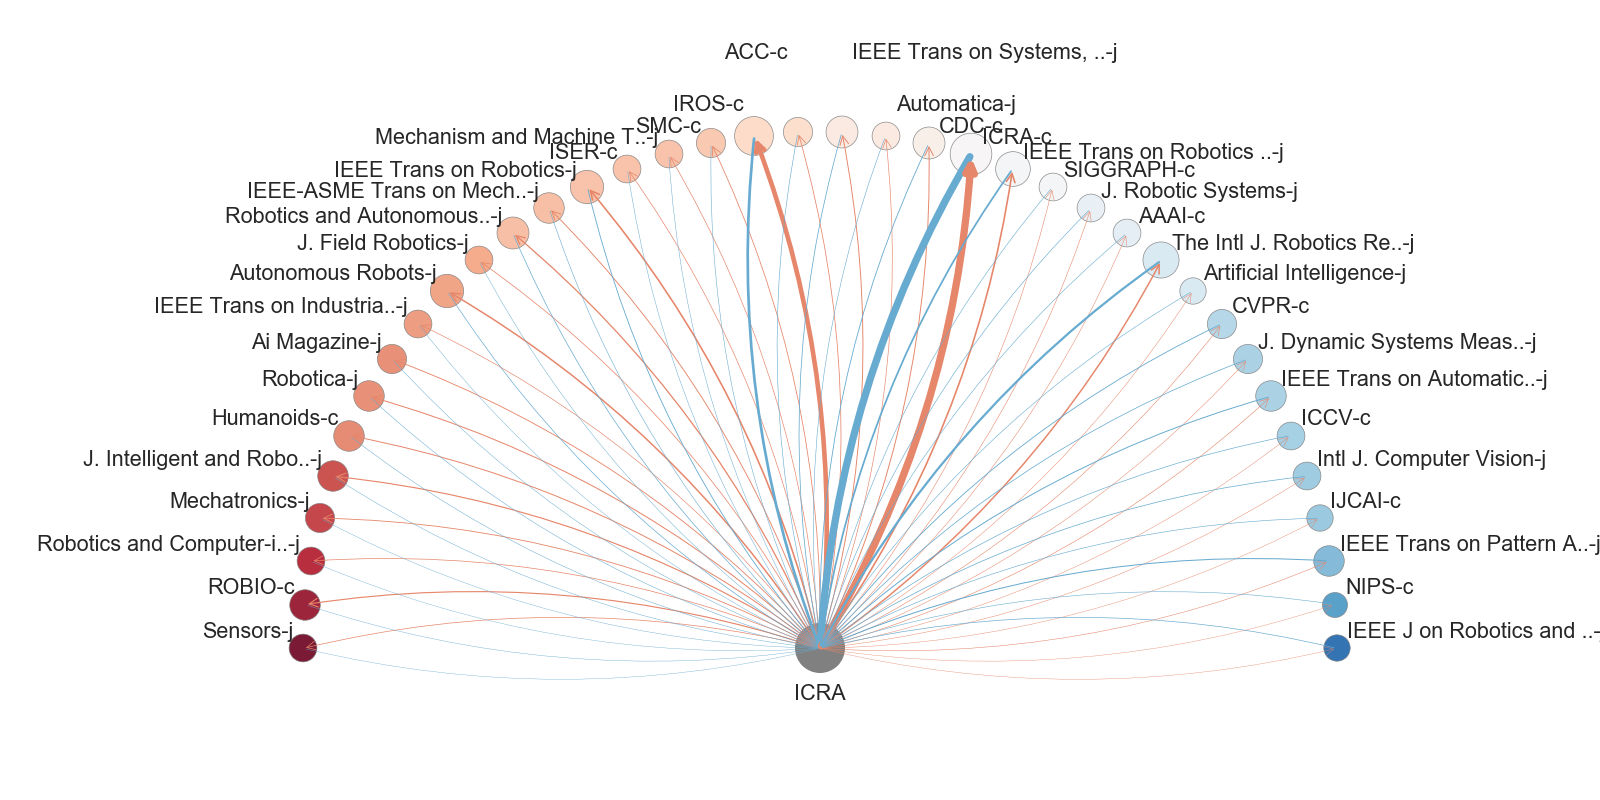 ACC-c
IEEE Trans on Systems, ..-j
IROS-c
Automatica-j
SMC-c
CDC-c
Mechanism and Machine T..-j
ICRA-c
ISER-c
IEEE Trans on Robotics ..-j
IEEE Trans on Robotics-j
SIGGRAPH-c
IEEE-ASME Trans on Mech..-j
J. Robotic Systems-j
Robotics and Autonomous..-j
AAAI-c
J. Field Robotics-j
The Intl J. Robotics Re..-j
Autonomous Robots-j
Artificial Intelligence-j
IEEE Trans on Industria..-j
CVPR-c
Ai Magazine-j
J. Dynamic Systems Meas..-j
Robotica-j
IEEE Trans on Automatic..-j
Humanoids-c
ICCV-c
J. Intelligent and Robo..-j
Intl J. Computer Vision-j
Mechatronics-j
IJCAI-c
Robotics and Computer-i..-j
IEEE Trans on Pattern A..-j
ROBIO-c
NIPS-c
Sensors-j
IEEE J on Robotics and ..-
ICRA